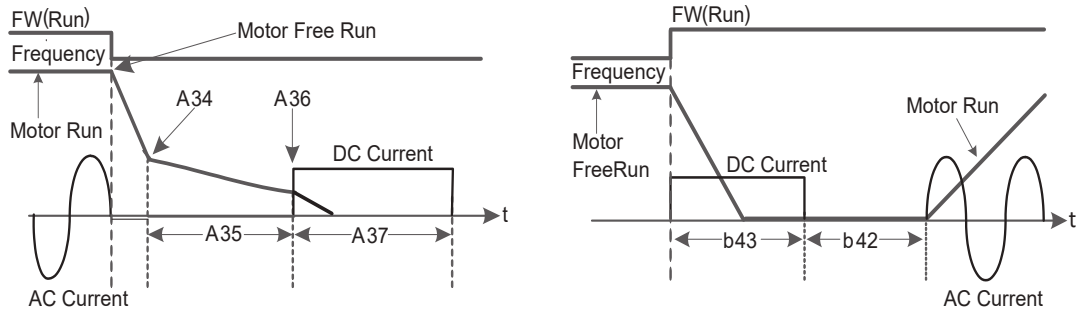 FW(Run)
Motor Free Run
Frequency
A34
A36
Motor Run
DC Current
t
A35
A37
AC Current
FW(Run)
Frequency
Motor Run
Motor
FreeRun
DC Current
t
b43
b42
AC Current